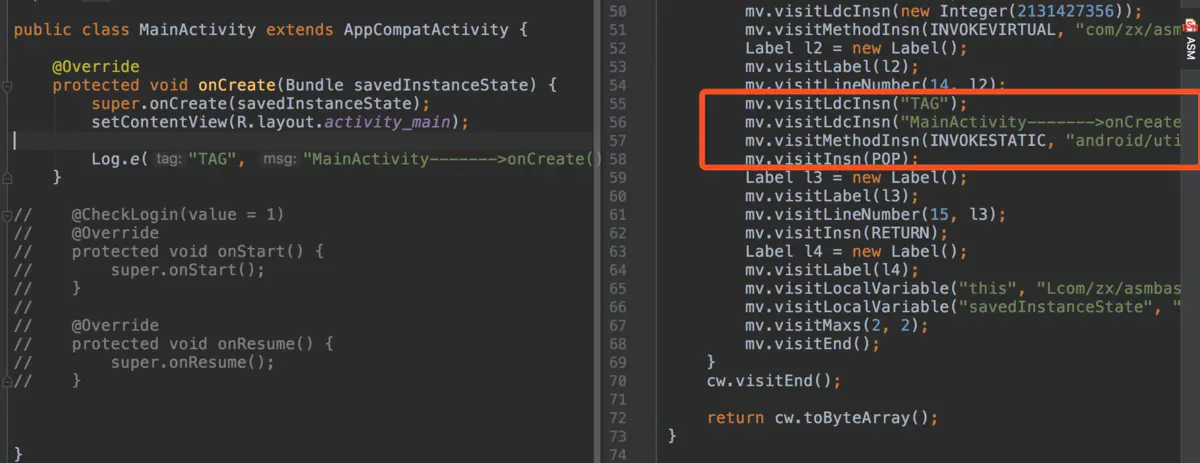 public class MainActivity extends AppCompatActivity {
@Override
protected void onCreate(Bundle savedInstanceState) {
super.onCreate(savedInstanceState);
setContentView(R.layout.activity_main);
Log.e( tag: "TAG", msg: "MainActivity------->onCreate()
}
// @CheckLogin(value = 1)
// @Override
// protected void onStart() {
// super.onStart();
// }
//
// @Override
// protected void onResume() {
// super.onResume();
// }
}
50 mv.visitLdcInsn(new Integer(2131427356));
51 mv.visitMethodInsn(INVOKEVIRTUAL, "com/zx/asm
52 Label l2 = new Label();
53 mv.visitLabel(l2);
54 mv.visitLineNumber(14, l2);
55 mv.visitLdcInsn("TAG");
56 mv.visitLdcInsn("MainActivity------->onCreate
57 mv.visitMethodInsn(INVOKESTATIC, "android/uti
58 mv.visitInsn(POP);
59 Label l3 = new Label();
60 mv.visitLabel(l3);
61 mv.visitLineNumber(15, l3);
62 mv.visitInsn(RETURN);
63 Label l4 = new Label();
64 mv.visitLabel(l4);
65 mv.visitLocalVariable("this", "Lcom/zx/asmbas
66 mv.visitLocalVariable("savedInstanceState", "
67 mv.visitMaxs(2, 2);
68 mv.visitEnd();
69 }
70 cw.visitEnd();
71
72 return cw.toByteArray();
73 }
74
ASM